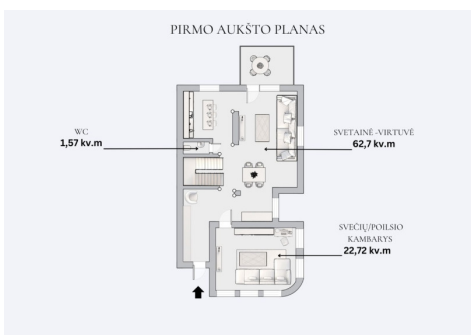 PIRMO AUKŠTO PLANAS
WC
1,57 kv.m
SVETAINĖ -VIRTUVĖ
62,7 kv.m
SVEČIŲ/POILSIO
KAMBARYS
22,72 kv.m